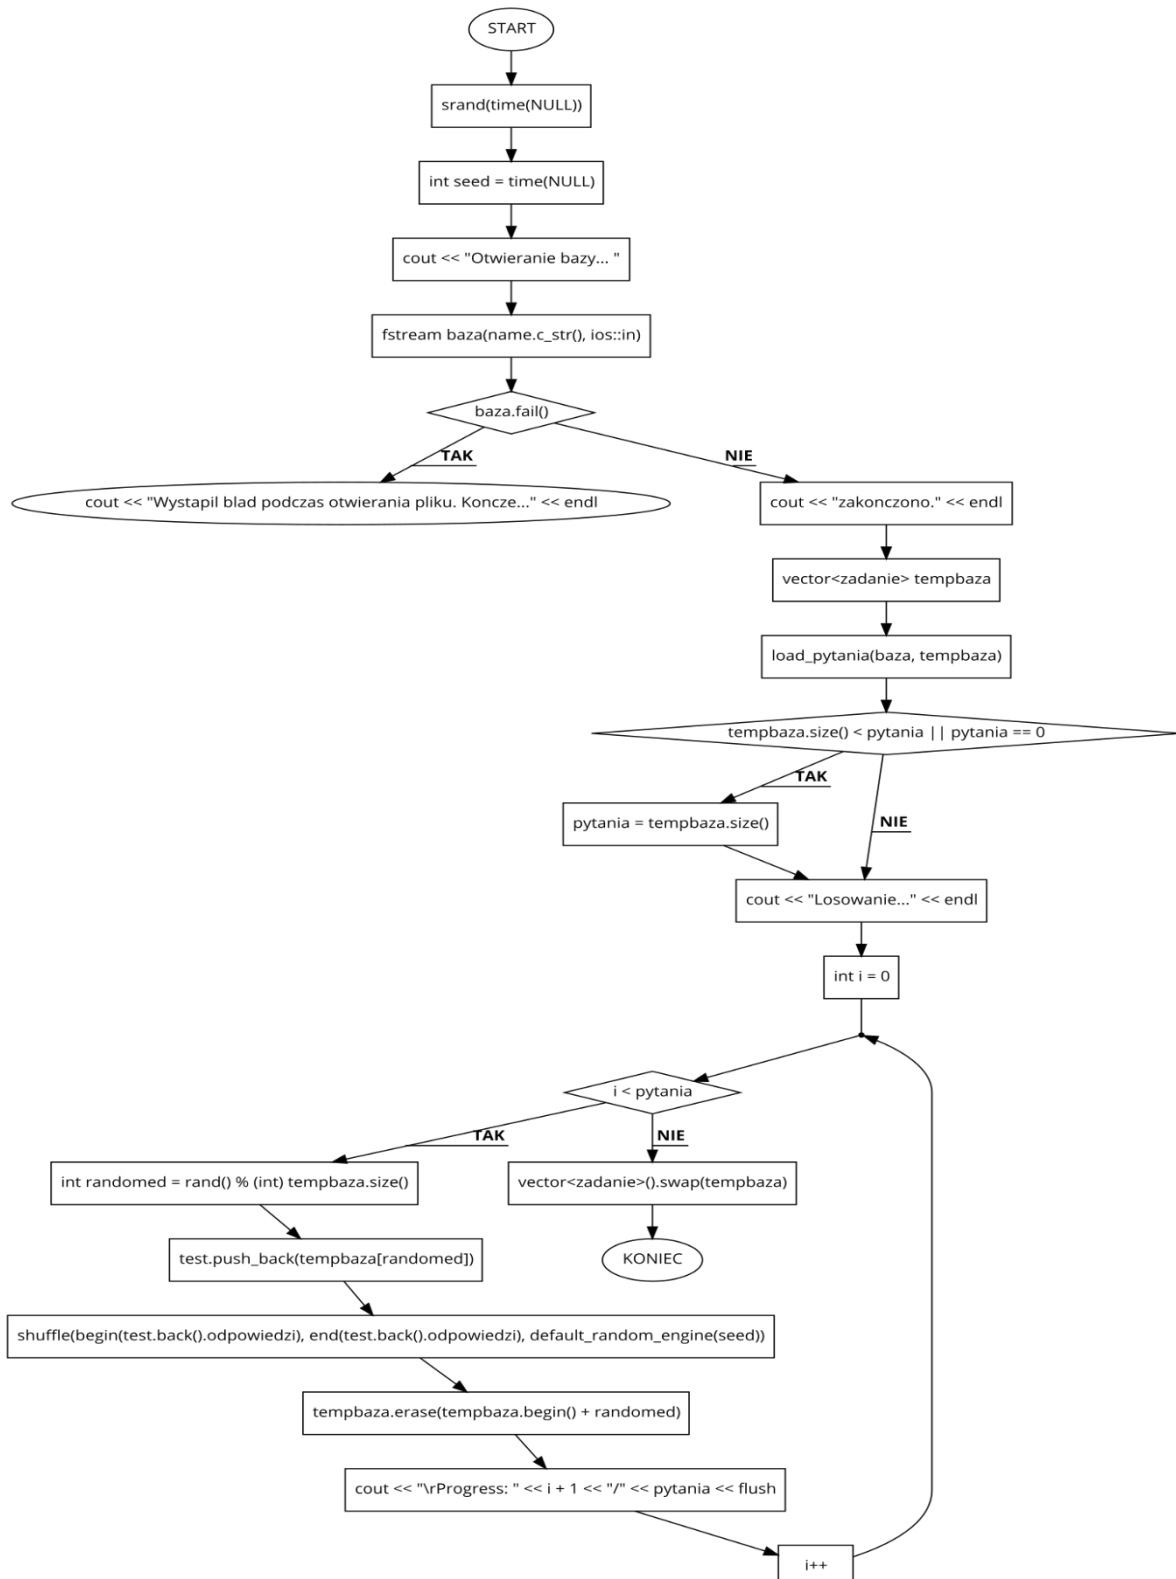 START
srand(time(NULL))
int seed = time(NULL)
cout << "Otwieranie bazy... "
fstream baza(name.c_str(), ios::in)
baza.fail()
TAK
NIE
cout << "Wystapil blad podczas otwierania pliku. Koncze..." << endl
cout << "zakonczono." << endl
vector<zadanie> tempbaza
load_pytania(baza, tempbaza)
tempbaza.size() < pytania || pytania == 0
TAK
pytania = tempbaza.size()
NIE
cout << "Losowanie..." << endl
int i = 0
i < pytania
TAK
NIE
int randomed = rand() % (int) tempbaza.size()
vector<zadanie>().swap(tempbaza)
test.push_back(tempbaza[randomed])
KONIEC
shuffle(begin(test.back().odpowiedzi), end(test.back().odpowiedzi), default_random_engine(seed))
tempbaza.erase(tempbaza.begin() + randomed)
cout << "\rProgress: " << i + 1 << "/" << pytania << flush
i++